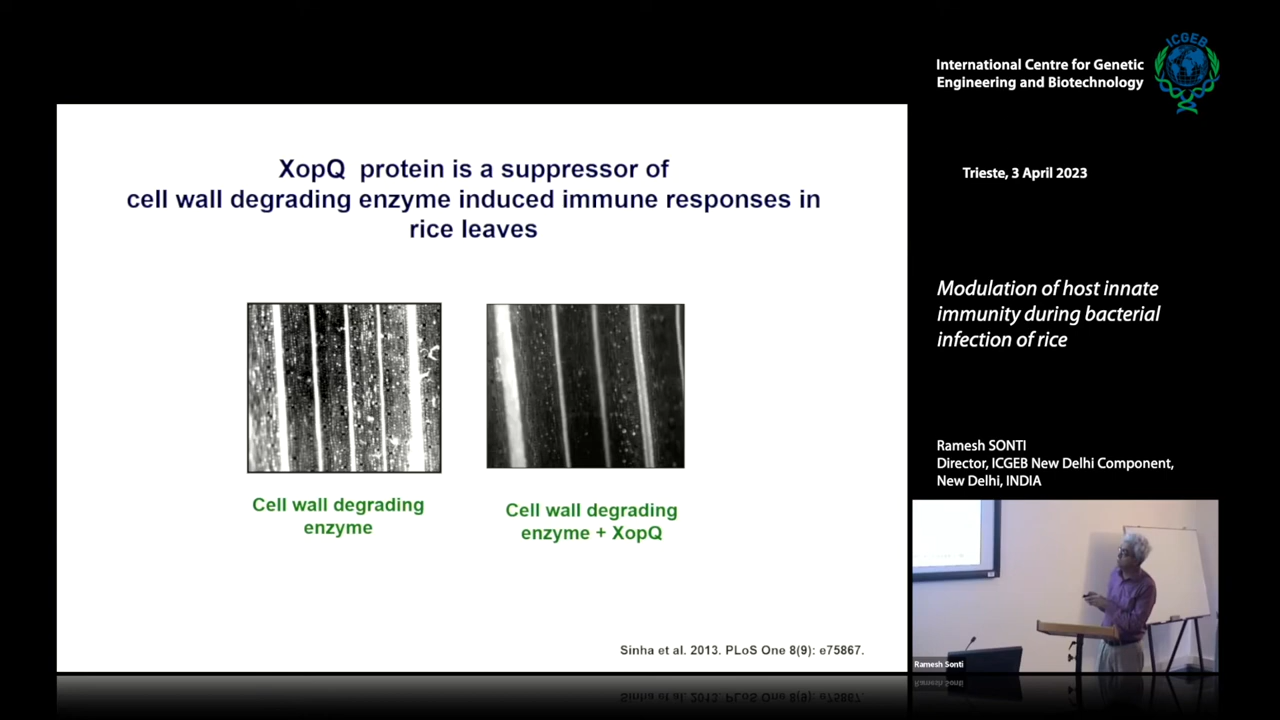 XopQ protein is a suppressor of
cell wall degrading enzyme induced immune responses in
rice leaves
Cell wall degrading
enzyme
Cell wall degrading
enzyme + XopQ
Sinha et al. 2013. PLoS One 8(9): e75867.
International Centre for Genetic
Engineering and Biotechnology
ICGEB
Trieste, 3 April 2023
Modulation of host innate
immunity during bacterial
infection of rice
Ramesh SONTI
Director, ICGEB New Delhi Component,
New Delhi, INDIA
Ramesh Sonti